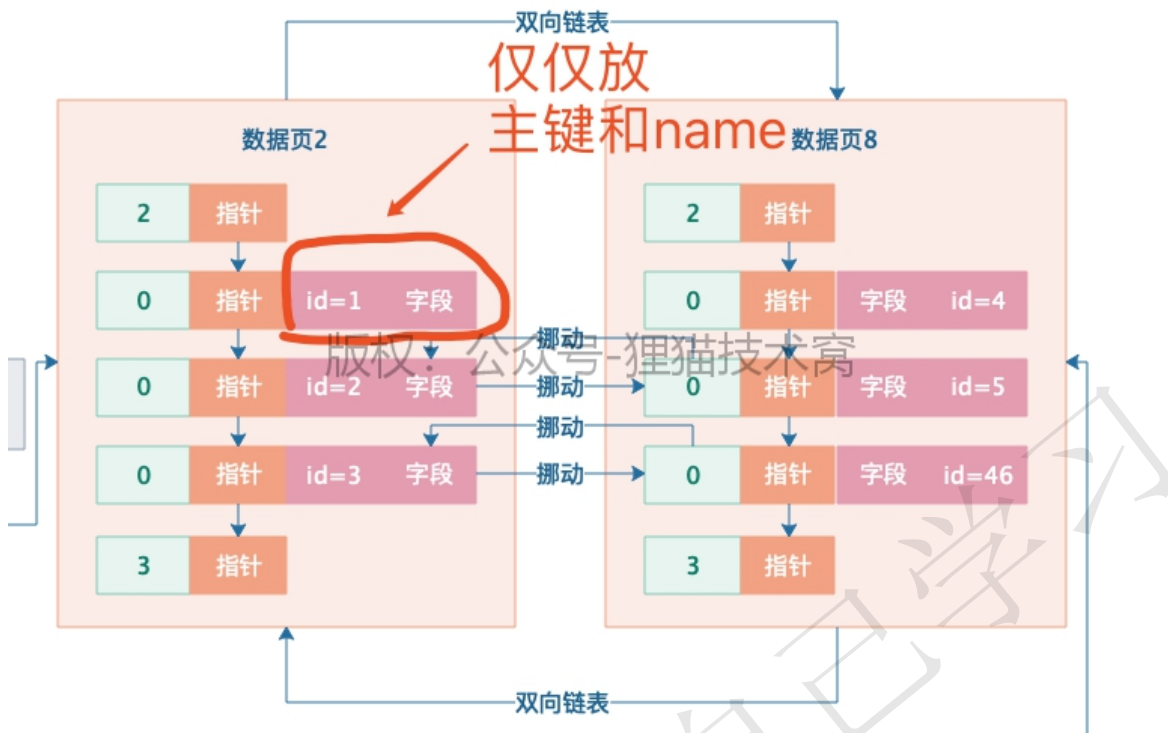 双向链表
仅仅放
主键和name
数据页2
数据页8
2 指针
2 指针
0 指针 id=1 字段
0 指针 字段 id=4
挪动
版权：公众号-狸猫技术窝
0 指针 id=2 字段
挪动
0 指针 字段 id=5
挪动
0 指针 id=3 字段
挪动
0 指针 字段 id=46
3 指针
3 指针
双向链表
自己学习